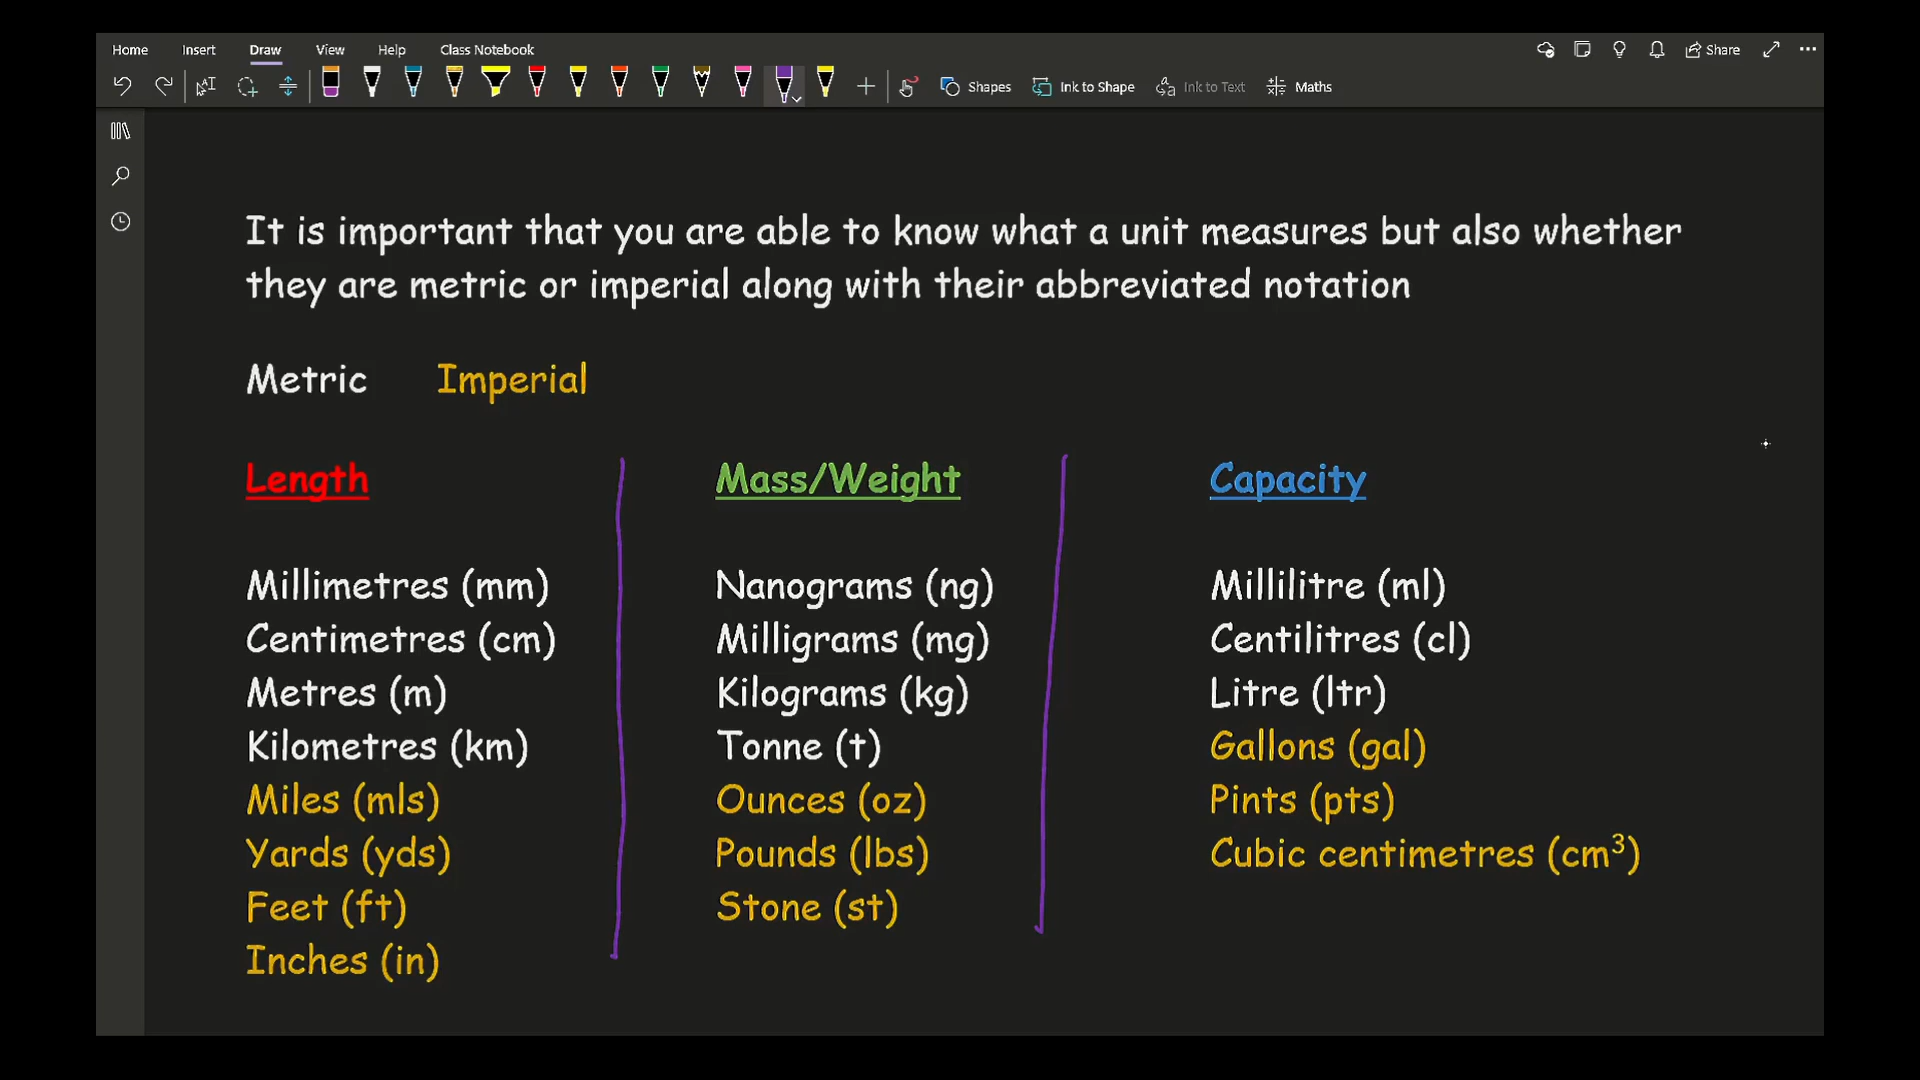 Home Insert Draw View Help Class Notebook Share
Shapes Ink to Shape Ink to Text Maths
It is important that you are able to know what a unit measures but also whether
they are metric or imperial along with their abbreviated notation
Metric Imperial
Length
Millimetres (mm)
Centimetres (cm)
Metres (m)
Kilometres (km)
Miles (mls)
Yards (yds)
Feet (ft)
Inches (in)
Mass/Weight
Nanograms (ng)
Milligrams (mg)
Kilograms (kg)
Tonne (t)
Ounces (oz)
Pounds (lbs)
Stone (st)
Capacity
Millilitre (ml)
Centilitres (cl)
Litre (ltr)
Gallons (gal)
Pints (pts)
Cubic centimetres (cm³)